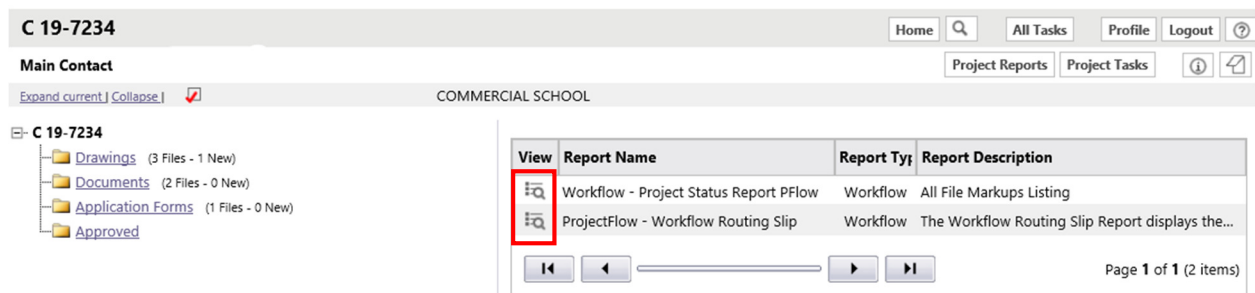 C 19-7234
Home All Tasks Profile Logout ?
Main Contact
Project Reports Project Tasks i
Expand current | Collapse | COMMERCIAL SCHOOL
C 19-7234
Drawings (3 Files - 1 New)
Documents (2 Files - 0 New)
Application Forms (1 Files - 0 New)
Approved
View Report Name Report Typ Report Description
Workflow - Project Status Report PFlow Workflow All File Markups Listing
ProjectFlow - Workflow Routing Slip Workflow The Workflow Routing Slip Report displays the...
Page 1 of 1 (2 items)